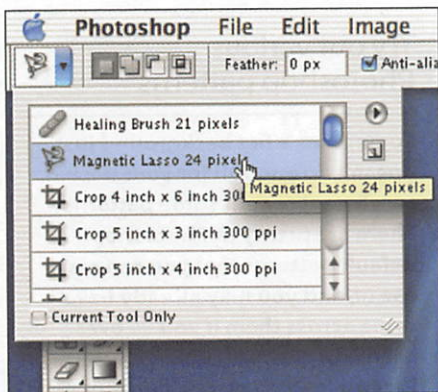 Photoshop File Edit Image
Feather: 0 px Anti-alia
Healing Brush 21 pixels
Magnetic Lasso 24 pixels
Magnetic Lasso 24 pixels
Crop 4 inch x 6 inch 300
Crop 5 inch x 3 inch 300 ppi
Crop 5 inch x 4 inch 300 ppi
Current Tool Only